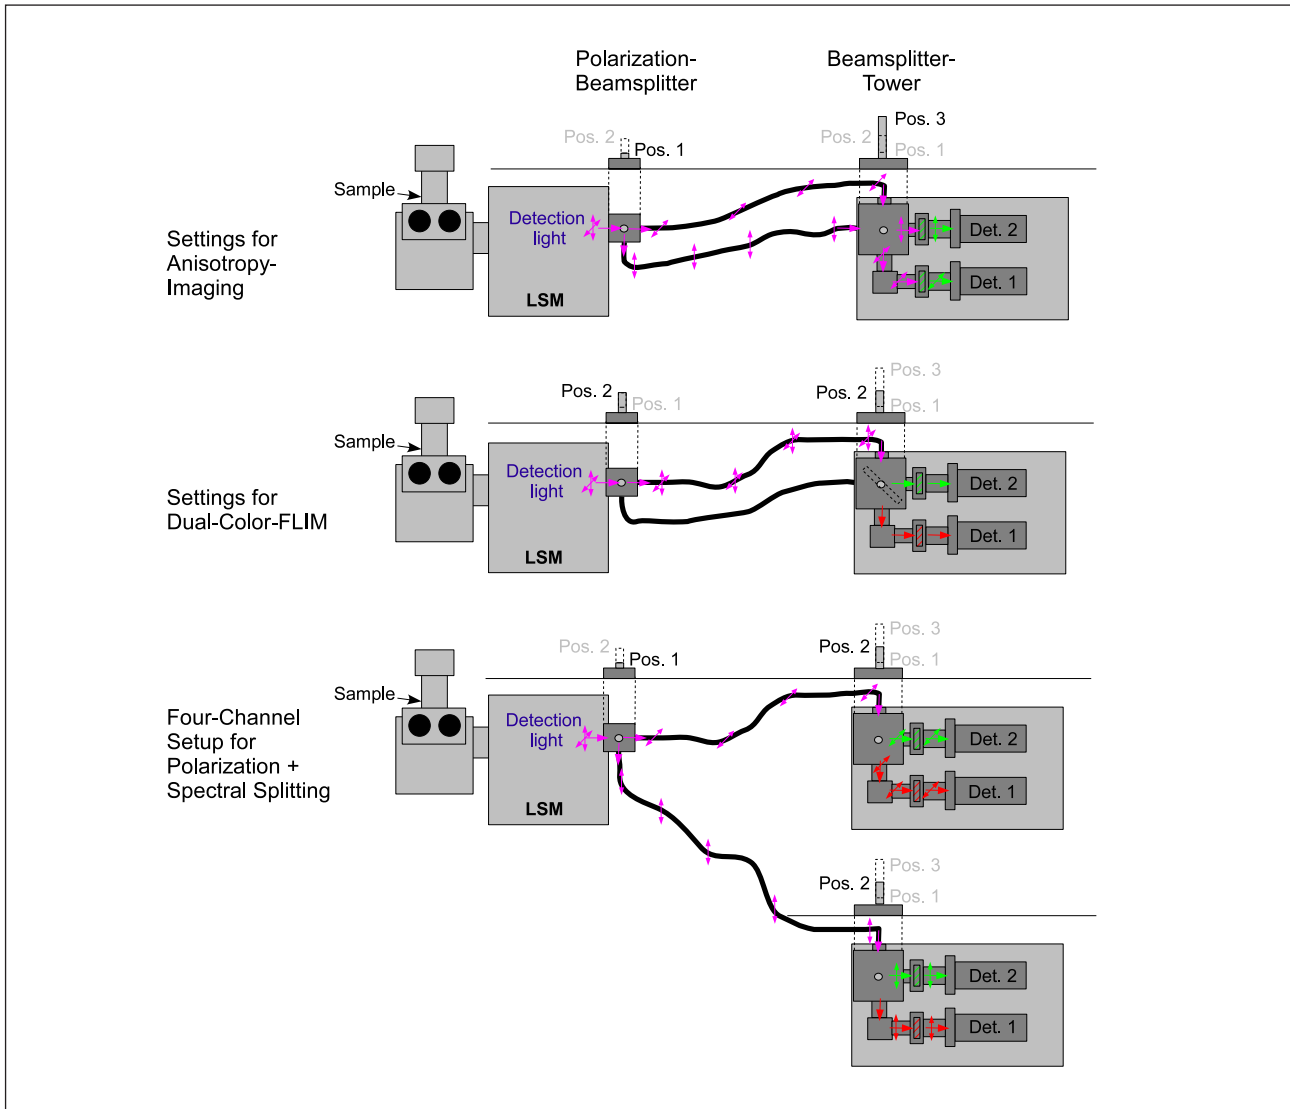 Polarization-
Beamsplitter
Beamsplitter-
Tower
Pos. 2
Pos. 1
Pos. 3
Pos. 2
Pos. 1
Sample
Settings for
Anisotropy-
Imaging
Detection
light
LSM
Det. 2
Det. 1
Pos. 2
Pos. 1
Pos. 3
Pos. 2
Pos. 1
Sample
Settings for
Dual-Color-FLIM
Detection
light
LSM
Det. 2
Det. 1
Pos. 2
Pos. 1
Pos. 3
Pos. 2
Pos. 1
Sample
Four-Channel
Setup for
Polarization +
Spectral Splitting
Detection
light
LSM
Det. 2
Det. 1
Pos. 3
Pos. 2
Pos. 1
Det. 2
Det. 1